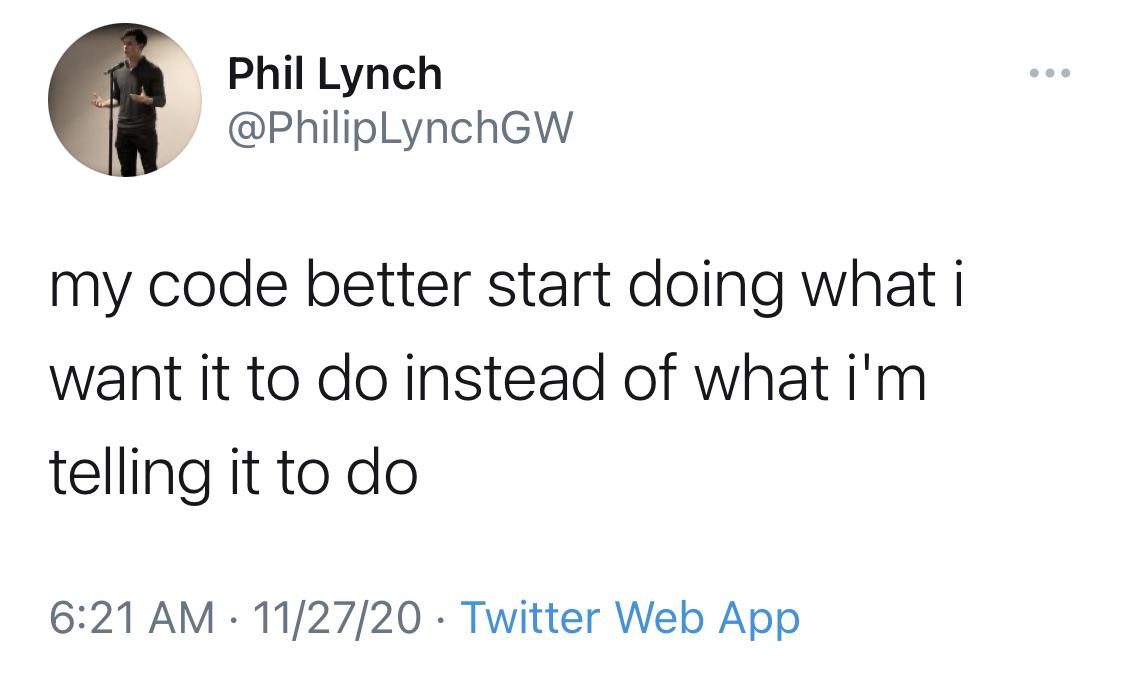 Phil Lynch
@PhilipLynchGW
my code better start doing what i
want it to do instead of what i'm
telling it to do
6:21 AM · 11/27/20 · Twitter Web App